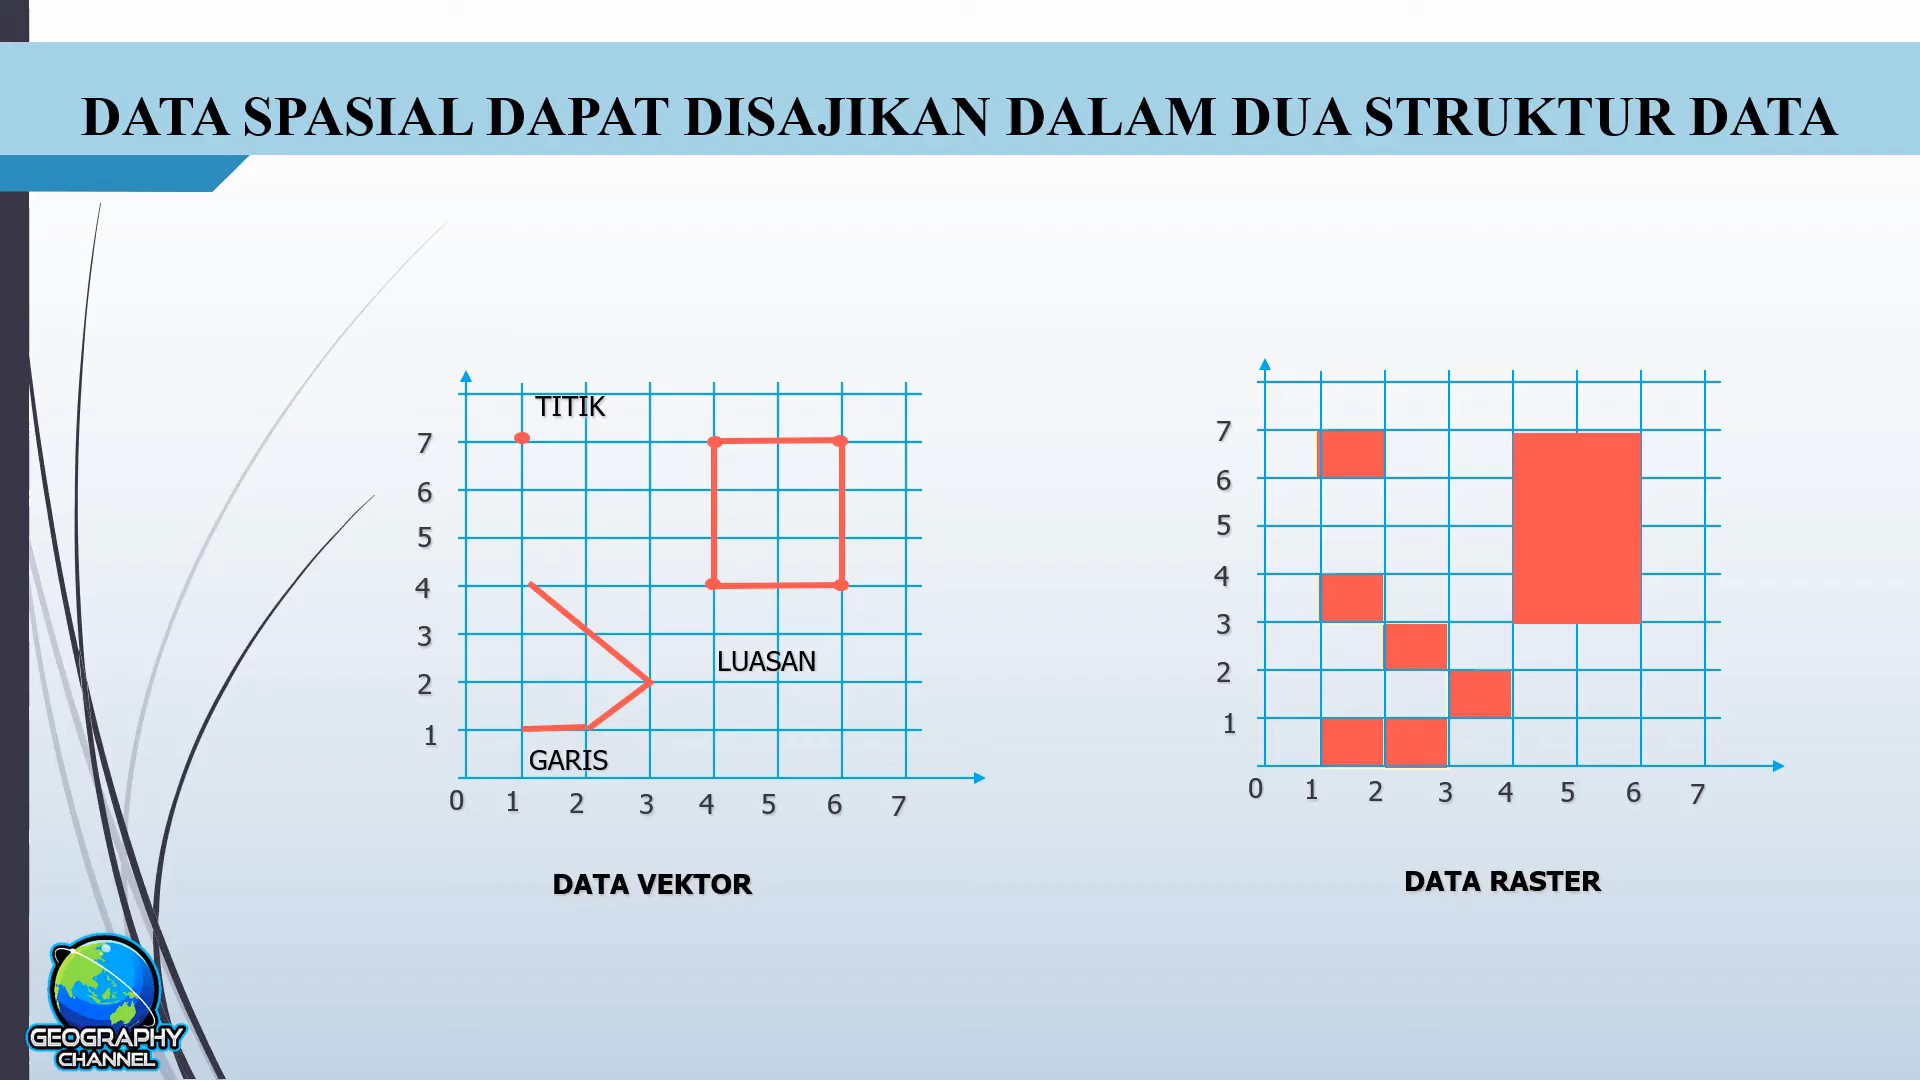 DATA SPASIAL DAPAT DISAJIKAN DALAM DUA STRUKTUR DATA
TITIK
7
6
5
4
3
2
1
LUASAN
GARIS
0 1 2 3 4 5 6 7
DATA VEKTOR
7
6
5
4
3
2
1
0 1 2 3 4 5 6 7
DATA RASTER
GEOGRAPHY
CHANNEL